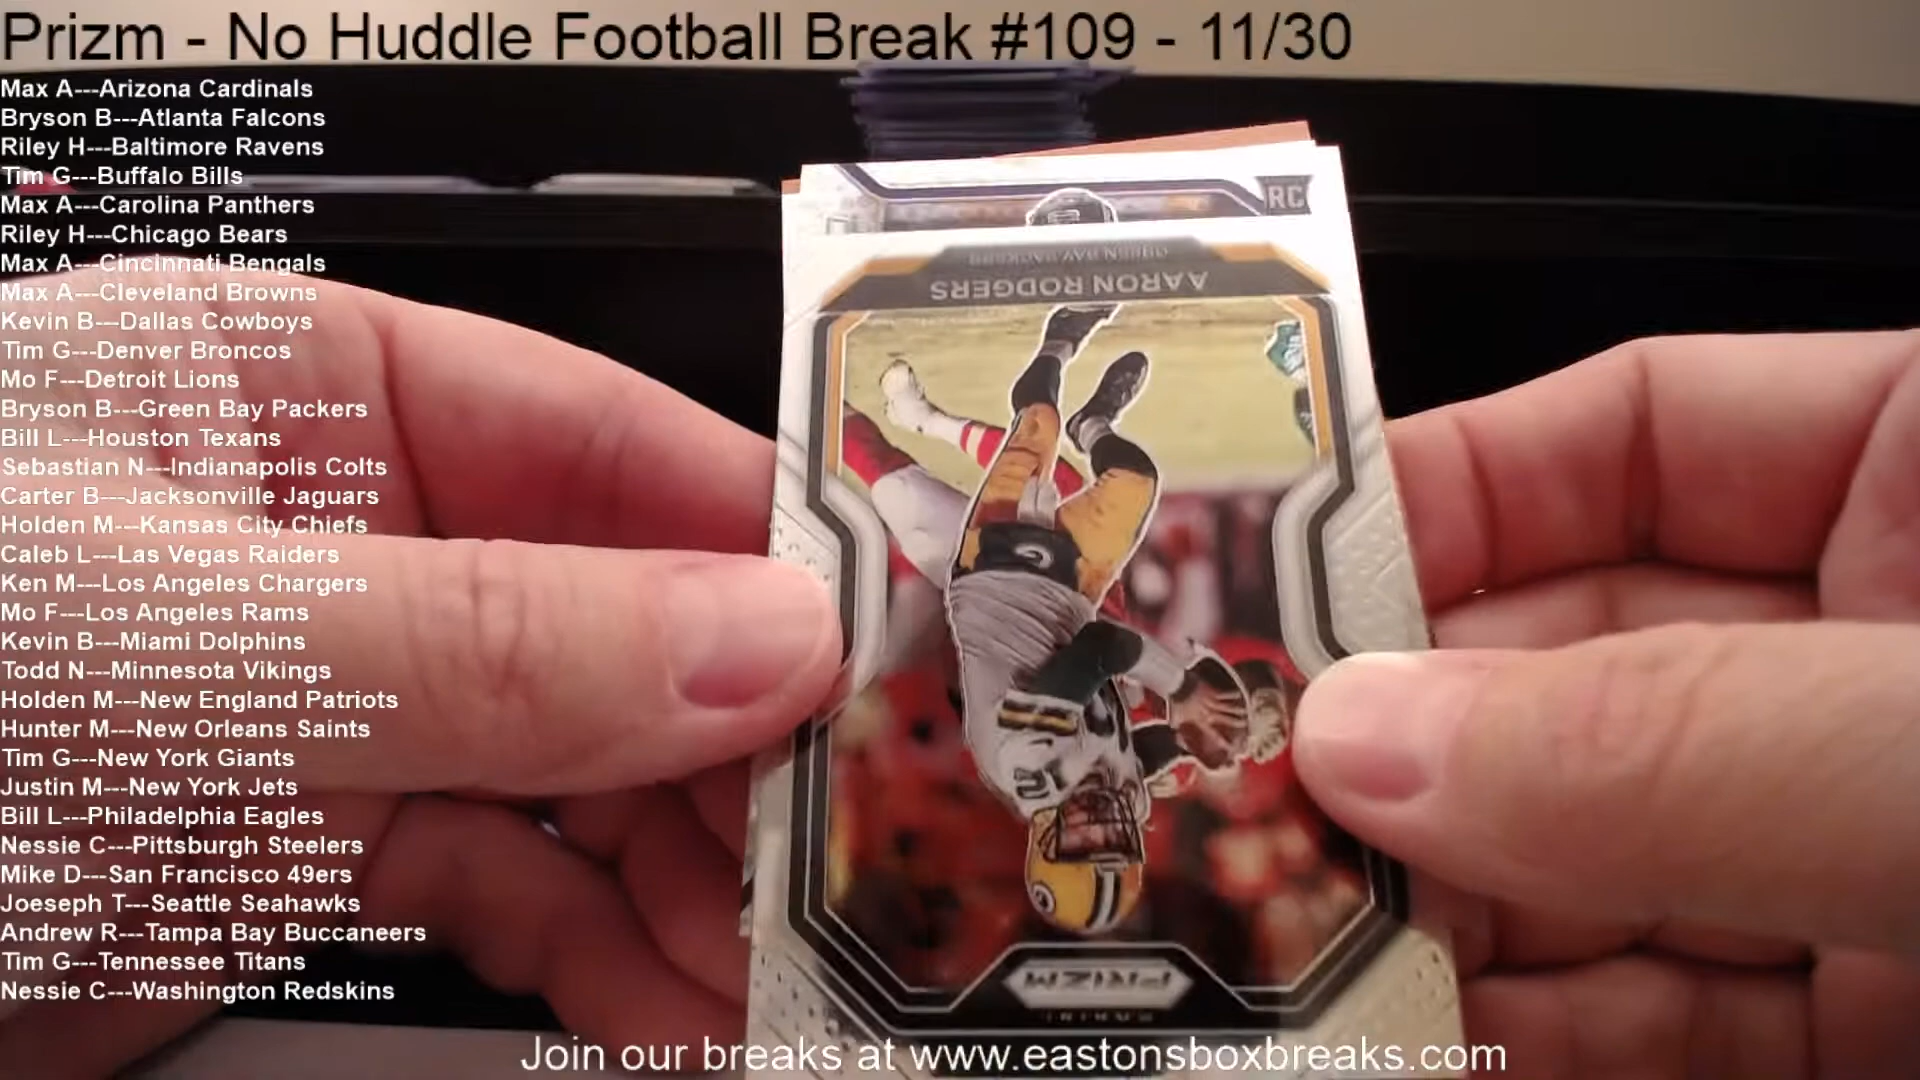 Prizm - No Huddle Football Break #109 - 11/30
Max A---Arizona Cardinals
Bryson B---Atlanta Falcons
Riley H---Baltimore Ravens
Tim G---Buffalo Bills
Max A---Carolina Panthers
Riley H---Chicago Bears
Max A---Cincinnati Bengals
Max A---Cleveland Browns
Kevin B---Dallas Cowboys
Tim G---Denver Broncos
Mo F---Detroit Lions
Bryson B---Green Bay Packers
Bill L---Houston Texans
Sebastian N---Indianapolis Colts
Carter B---Jacksonville Jaguars
Holden M---Kansas City Chiefs
Caleb L---Las Vegas Raiders
Ken M---Los Angeles Chargers
Mo F---Los Angeles Rams
Kevin B---Miami Dolphins
Todd N---Minnesota Vikings
Holden M---New England Patriots
Hunter M---New Orleans Saints
Tim G---New York Giants
Justin M---New York Jets
Bill L---Philadelphia Eagles
Nessie C---Pittsburgh Steelers
Mike D---San Francisco 49ers
Joeseph T---Seattle Seahawks
Andrew R---Tampa Bay Buccaneers
Tim G---Tennessee Titans
Nessie C---Washington Redskins
RC
GREEN BAY PACKERS
AARON RODGERS
PRIZM
Join our breaks at www.eastonsboxbreaks.com